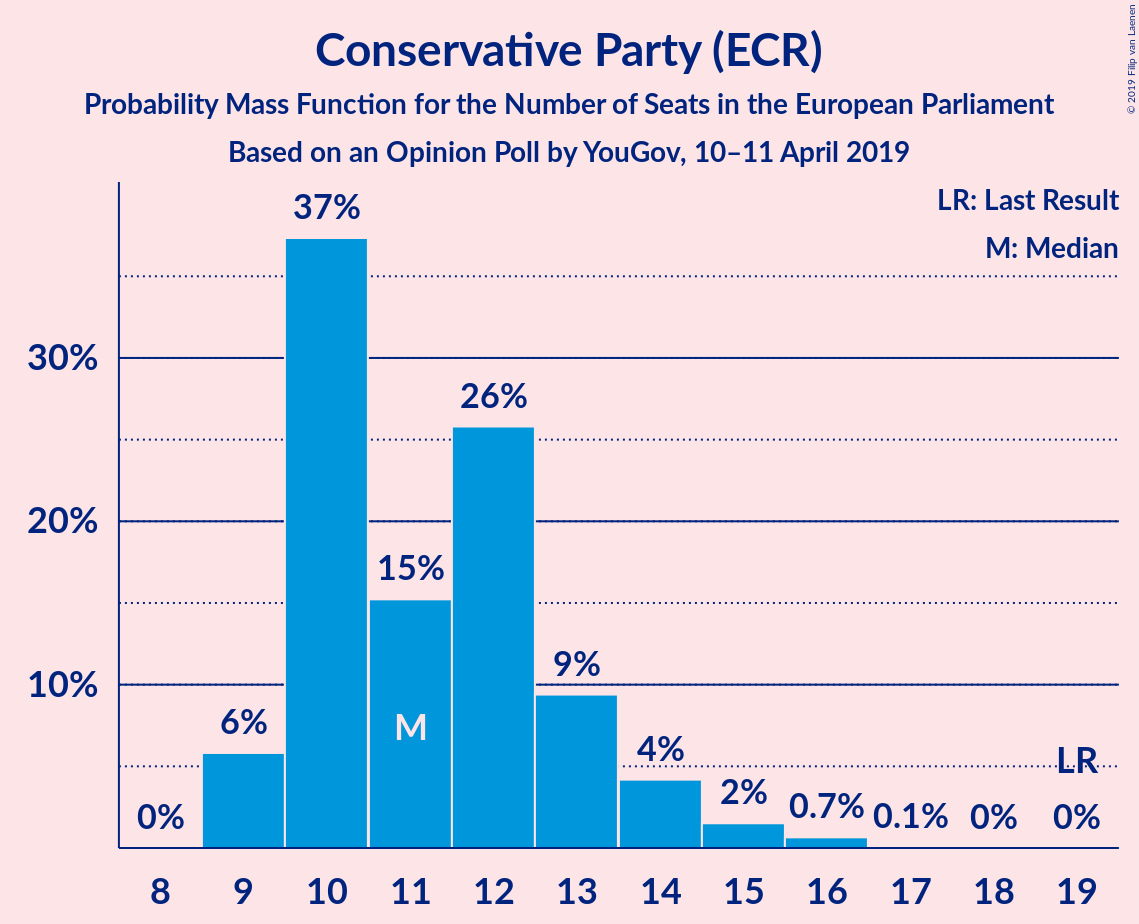 Conservative Party (ECR)
Probability Mass Function for the Number of Seats in the European Parliament
Based on an Opinion Poll by YouGov, 10–11 April 2019
© 2019 Filip van Laenen
LR: Last Result
M: Median
30%
20%
10%
0%
6%
37%
15%
26%
9%
4%
2%
0.7%
0.1%
0%
0%
M
LR
8 9 10 11 12 13 14 15 16 17 18 19